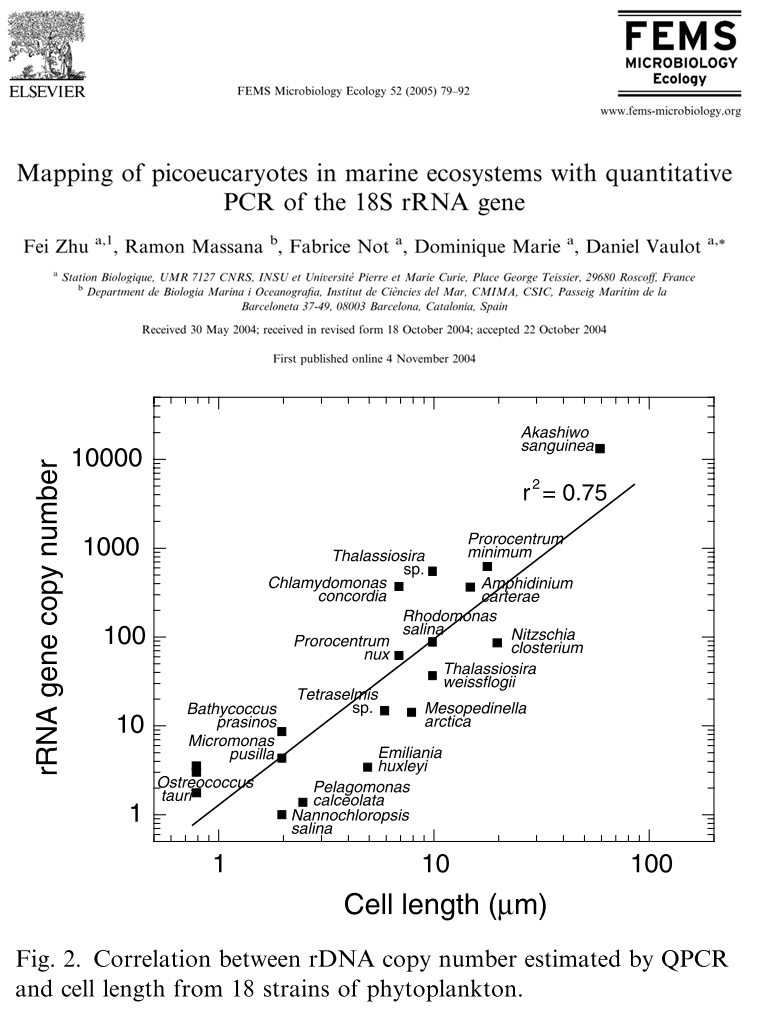 ELSEVIER
FEMS Microbiology Ecology 52 (2005) 79–92
FEMS
MICROBIOLOGY
Ecology
www.fems-microbiology.org
Mapping of picoeucaryotes in marine ecosystems with quantitative
PCR of the 18S rRNA gene
Fei Zhu a,1, Ramon Massana b, Fabrice Not a, Dominique Marie a, Daniel Vaulot a,*
a Station Biologique, UMR 7127 CNRS, INSU et Université Pierre et Marie Curie, Place George Teissier, 29680 Roscoff, France
b Department de Biologia Marina i Oceanografia, Institut de Ciències del Mar, CMIMA, CSIC, Passeig Marítim de la
Barceloneta 37-49, 08003 Barcelona, Catalonia, Spain
Received 30 May 2004; received in revised form 18 October 2004; accepted 22 October 2004
First published online 4 November 2004
rRNA gene copy number
10000
1000
100
10
1
Akashiwo
sanguinea
r2 = 0.75
Prorocentrum
minimum
Thalassiosira
sp.
Chlamydomonas
concordia
Amphidinium
carterae
Rhodomonas
salina
Prorocentrum
nux
Nitzschia
closterium
Thalassiosira
weissflogii
Tetraselmis
sp.
Mesopedinella
arctica
Bathycoccus
prasinos
Micromonas
pusilla
Emiliania
huxleyi
Ostreococcus
tauri
Pelagomonas
calceolata
Nannochloropsis
salina
1
10
100
Cell length (μm)
Fig. 2. Correlation between rDNA copy number estimated by QPCR
and cell length from 18 strains of phytoplankton.